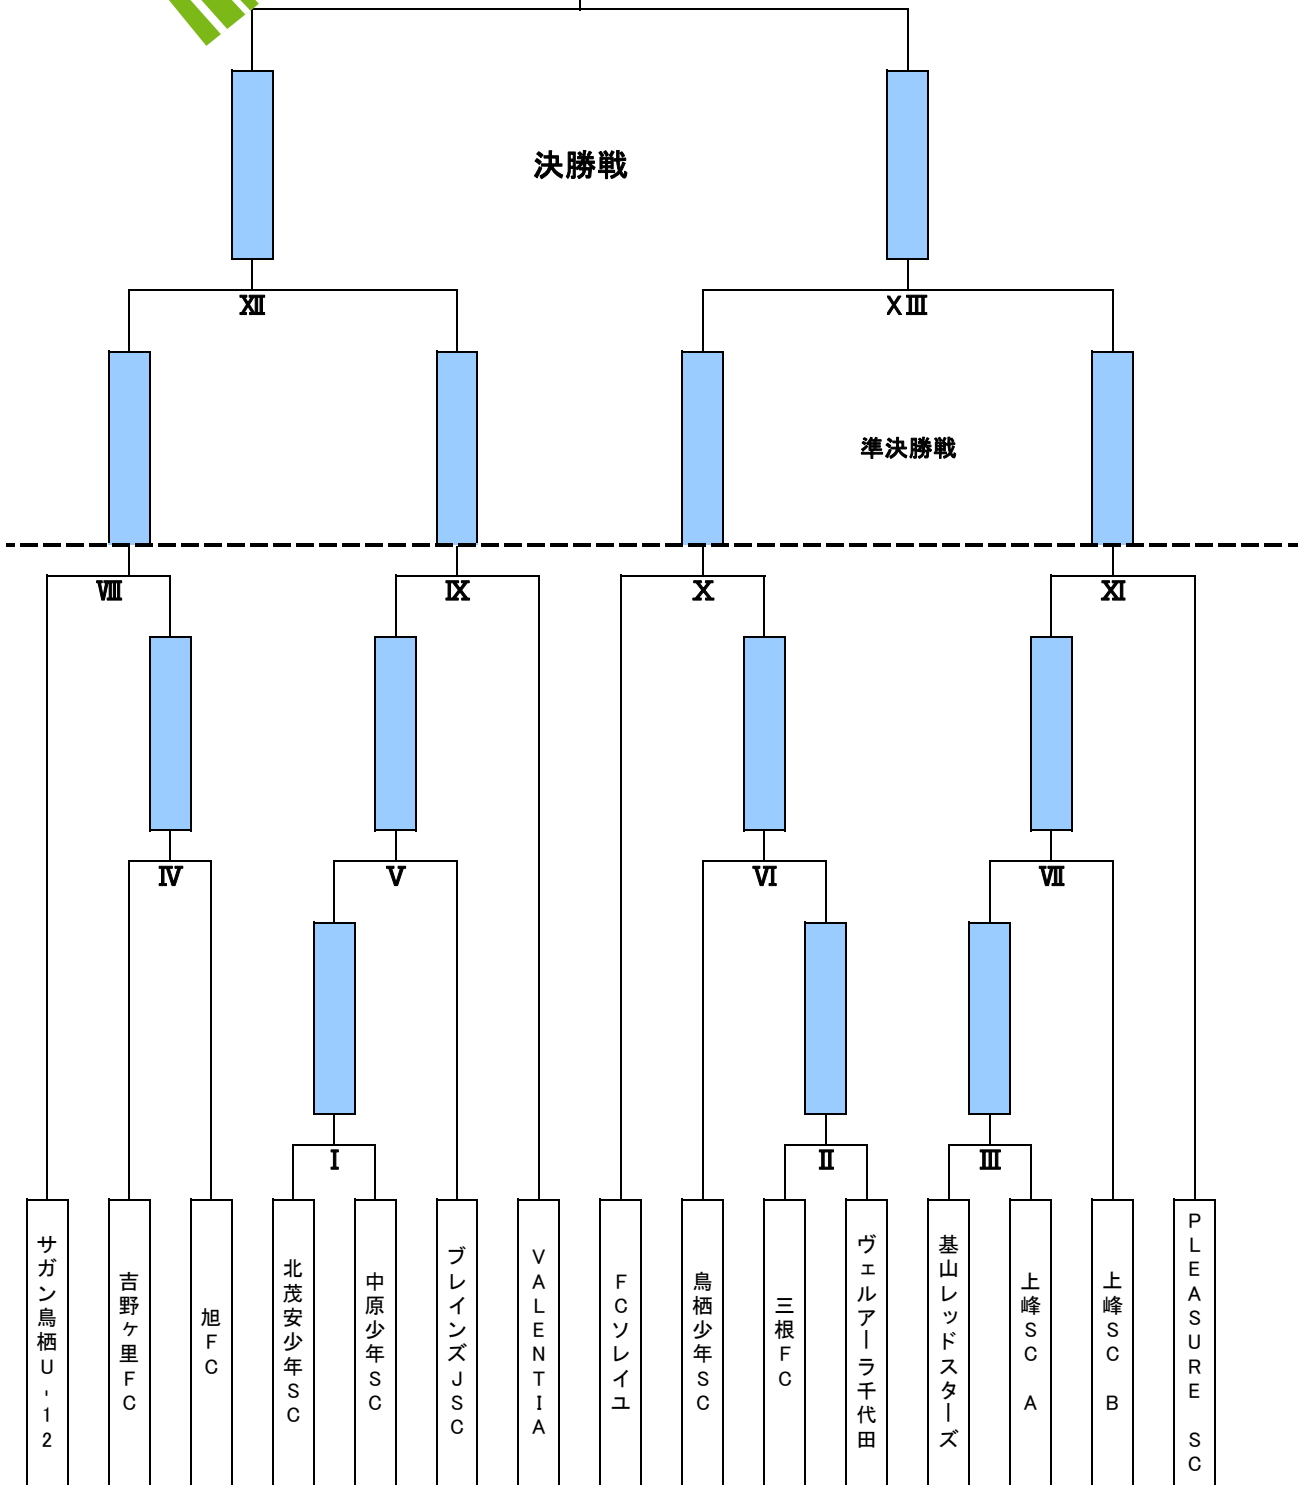 決勝戦
ⅩⅡ
ⅩⅢ
準決勝戦
Ⅷ
Ⅸ
Ⅹ
Ⅺ
Ⅳ
Ⅴ
Ⅵ
Ⅶ
Ⅰ
Ⅱ
Ⅲ
サガン鳥栖U-12
吉野ヶ里FC
旭FC
北茂安少年SC
中原少年SC
ブレインズJSC
VALENTIA
FCソレイユ
鳥栖少年SC
三根FC
ヴェルアーラ千代田
基山レッドスターズ
上峰SC A
上峰SC B
PLEASURE SC